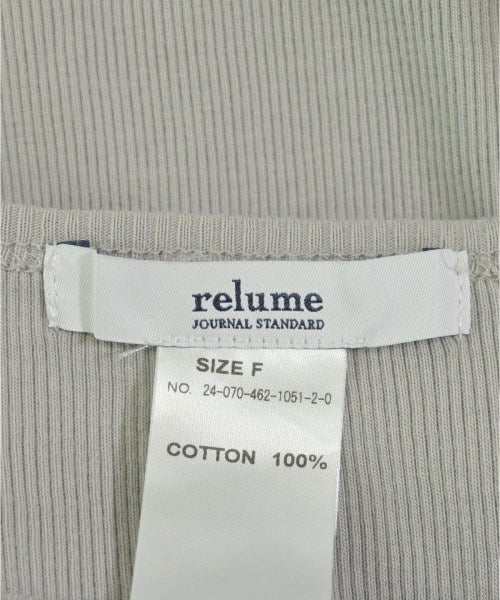 relume
JOURNAL STANDARD
SIZE F
NO. 24-070-462-1051-2-0
COTTON 100%